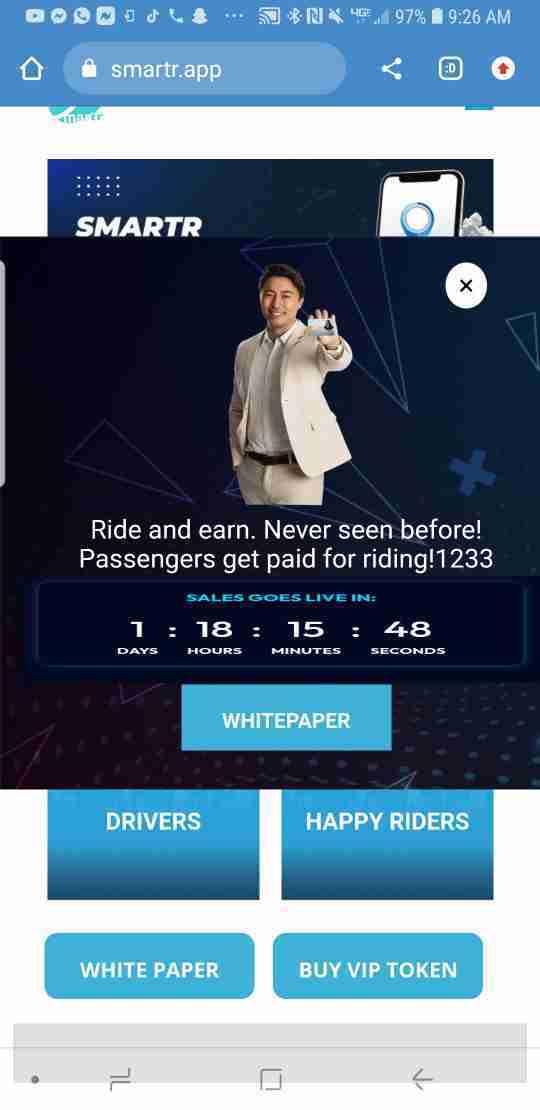 4GE 97% 9:26 AM
smartr.app :D
smartr
SMARTR
Ride and earn. Never seen before!
Passengers get paid for riding!1233
SALES GOES LIVE IN:
1 : 18 : 15 : 48
DAYS HOURS MINUTES SECONDS
WHITEPAPER
DRIVERS HAPPY RIDERS
WHITE PAPER BUY VIP TOKEN